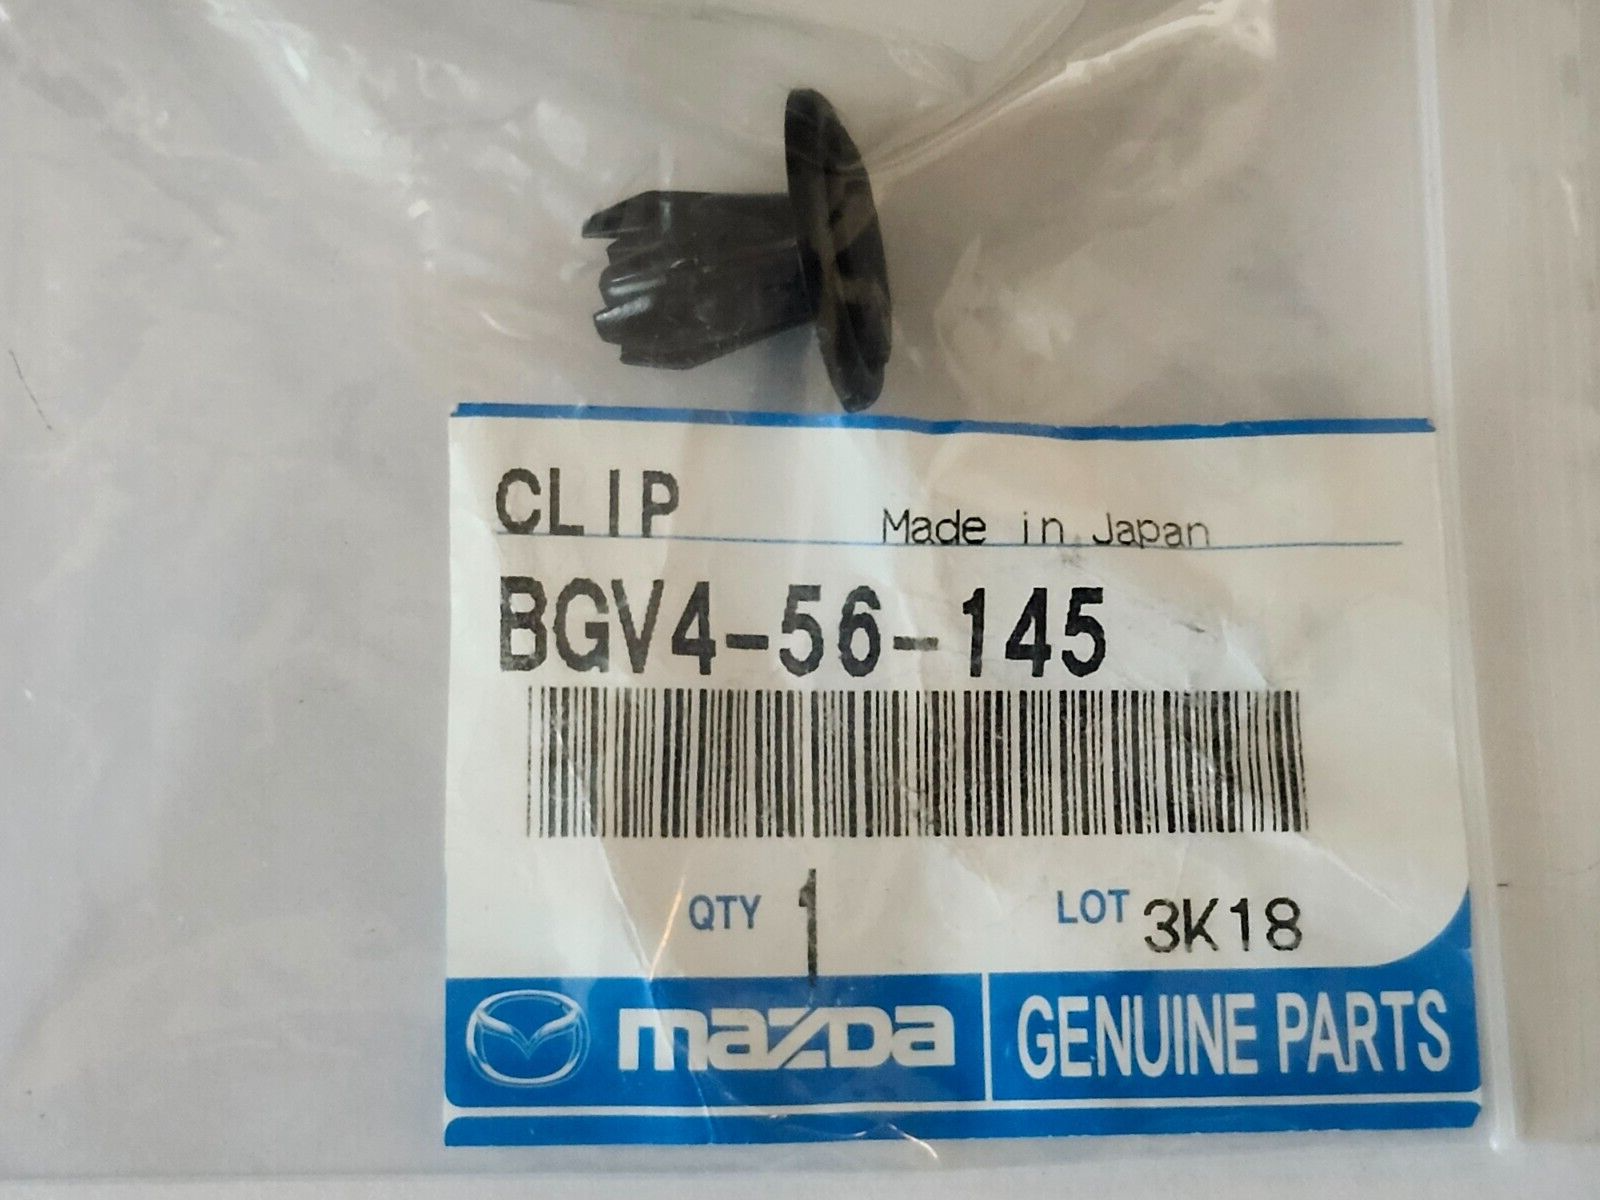 CLIP Made in Japan
BGV4-56-145
QTY 1 LOT 3K18
mazda GENUINE PARTS